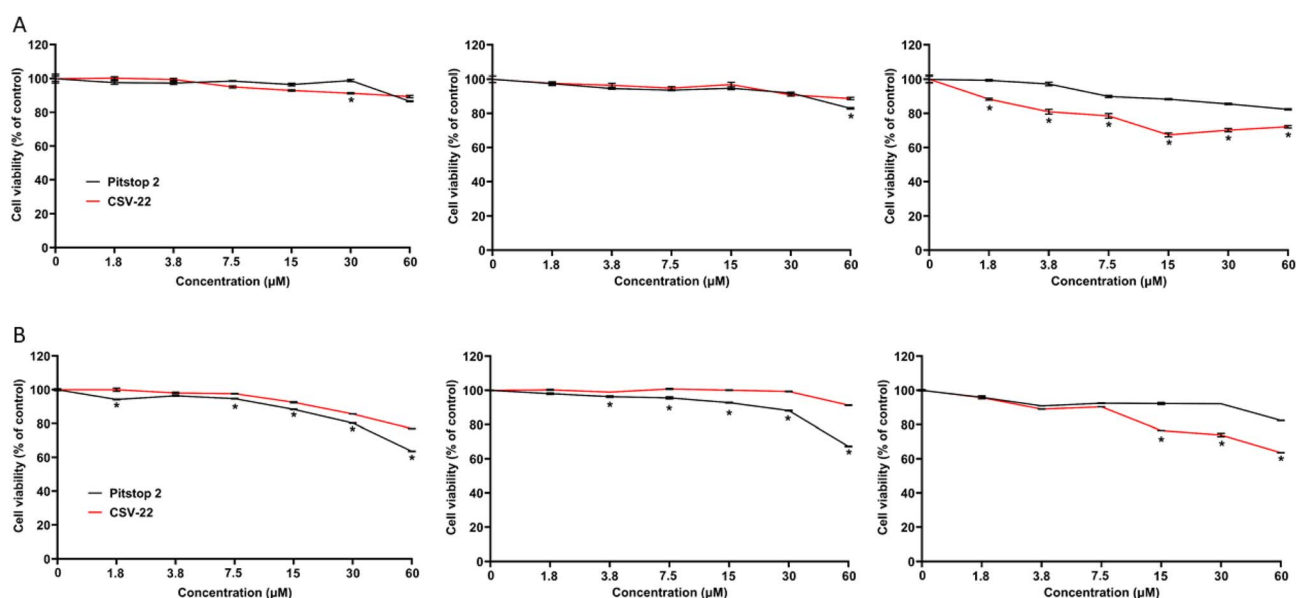 A
Cell viability (% of control)
120
100
80
60
40
20
0
Pitstop 2
CSV-22
*
0 1.8 3.8 7.5 15 30 60
Concentration (µM)
Cell viability (% of control)
120
100
80
60
40
20
0
*
0 1.8 3.8 7.5 15 30 60
Concentration (µM)
Cell viability (% of control)
120
100
80
60
40
20
0
* * * * * *
0 1.8 3.8 7.5 15 30 60
Concentration (µM)
B
Cell viability (% of control)
120
100
80
60
40
20
0
Pitstop 2
CSV-22
* * * * *
0 1.8 3.8 7.5 15 30 60
Concentration (µM)
Cell viability (% of control)
120
100
80
60
40
20
0
* * * * *
0 1.8 3.8 7.5 15 30 60
Concentration (µM)
Cell viability (% of control)
120
100
80
60
40
20
0
* * *
0 1.8 3.8 7.5 15 30 60
Concentration (µM)